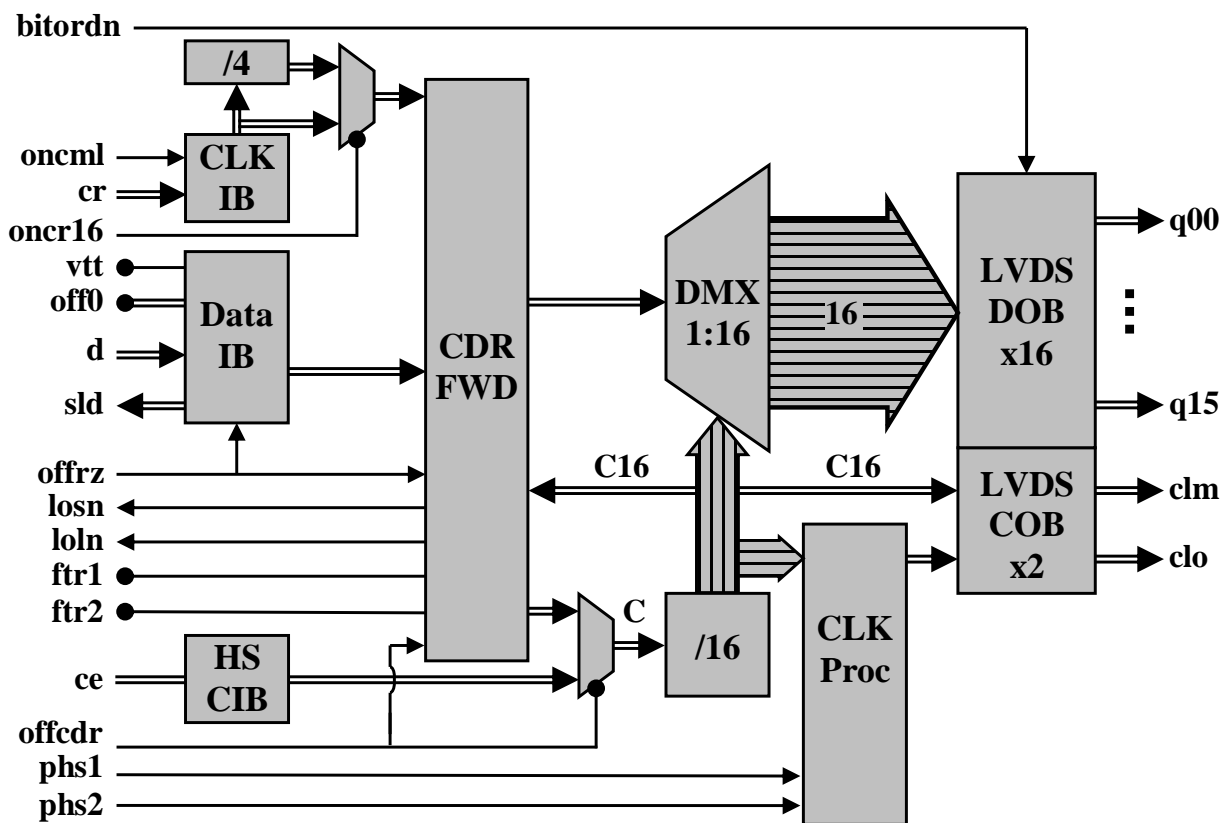 bitordn
/4
oncml
CLK
IB
cr
oncr16
vtt
off0
Data
IB
d
sld
offrz
losn
loln
ftr1
ftr2
HS
CIB
ce
offcdr
phs1
phs2
CDR
FWD
C
/16
DMX
1:16
16
C16
C16
CLK
Proc
LVDS
DOB
x16
LVDS
COB
x2
q00
q15
clm
clo